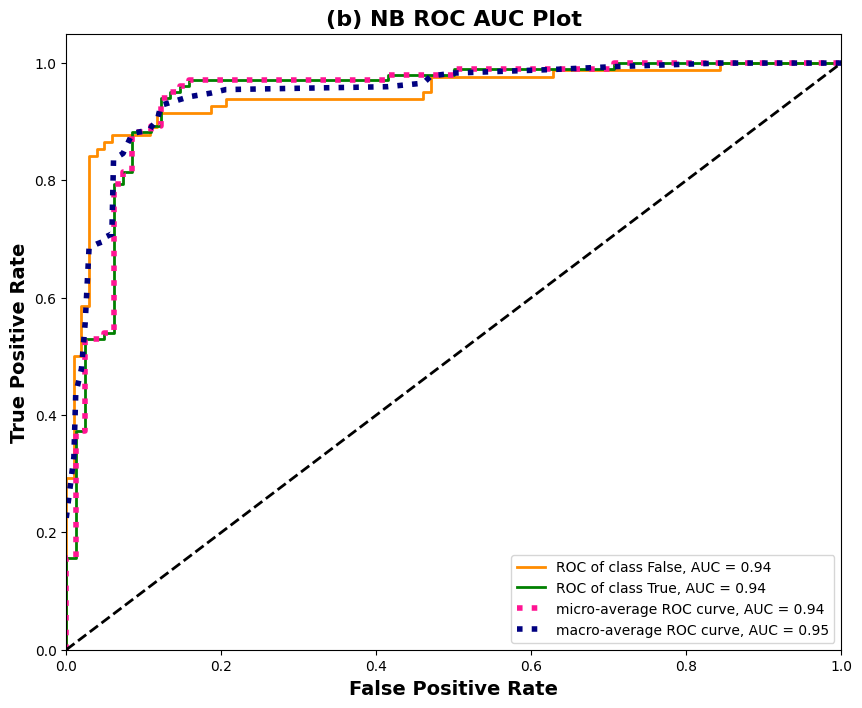 (b) NB ROC AUC Plot
True Positive Rate
1.0
0.8
0.6
0.4
0.2
0.0
ROC of class False, AUC = 0.94
ROC of class True, AUC = 0.94
micro-average ROC curve, AUC = 0.94
macro-average ROC curve, AUC = 0.95
0.0 0.2 0.4 0.6 0.8 1.0
False Positive Rate